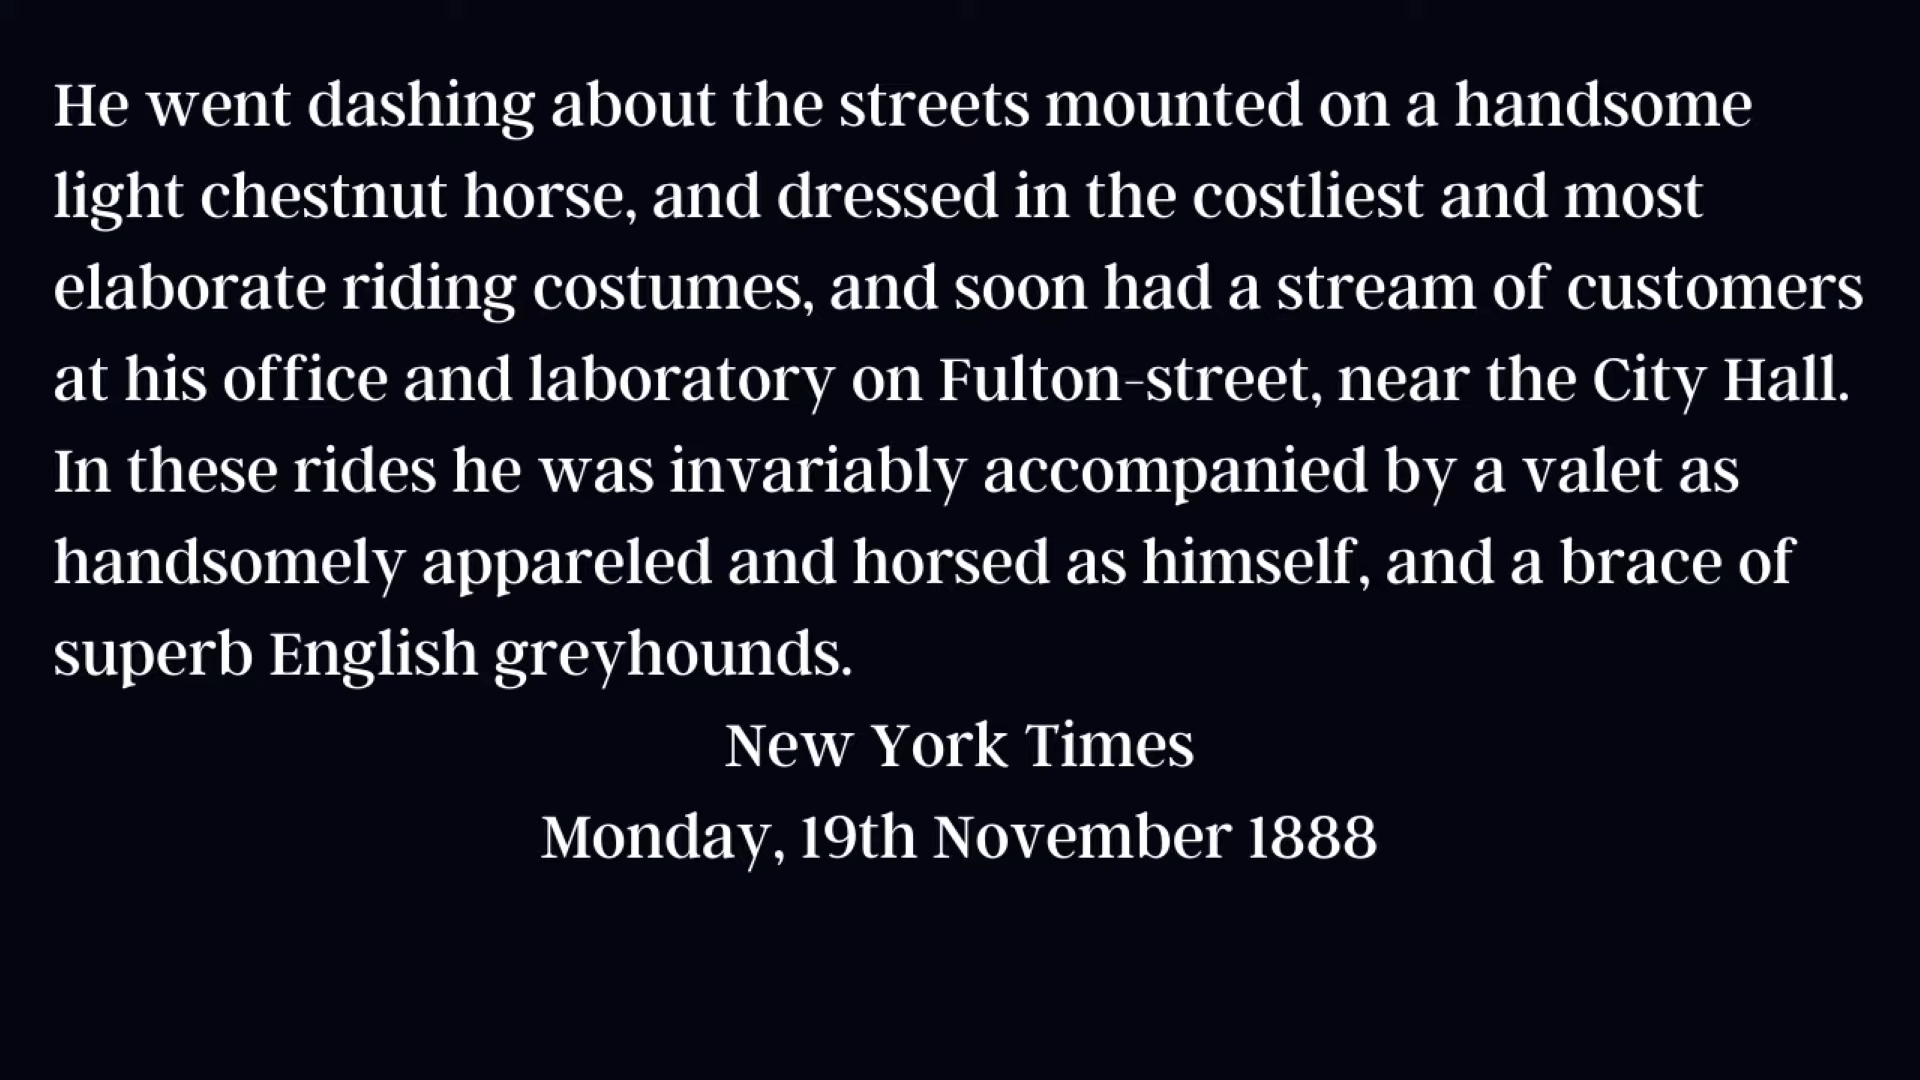 He went dashing about the streets mounted on a handsome
light chestnut horse, and dressed in the costliest and most
elaborate riding costumes, and soon had a stream of customers
at his office and laboratory on Fulton-street, near the City Hall.
In these rides he was invariably accompanied by a valet as
handsomely appareled and horsed as himself, and a brace of
superb English greyhounds.
New York Times
Monday, 19th November 1888